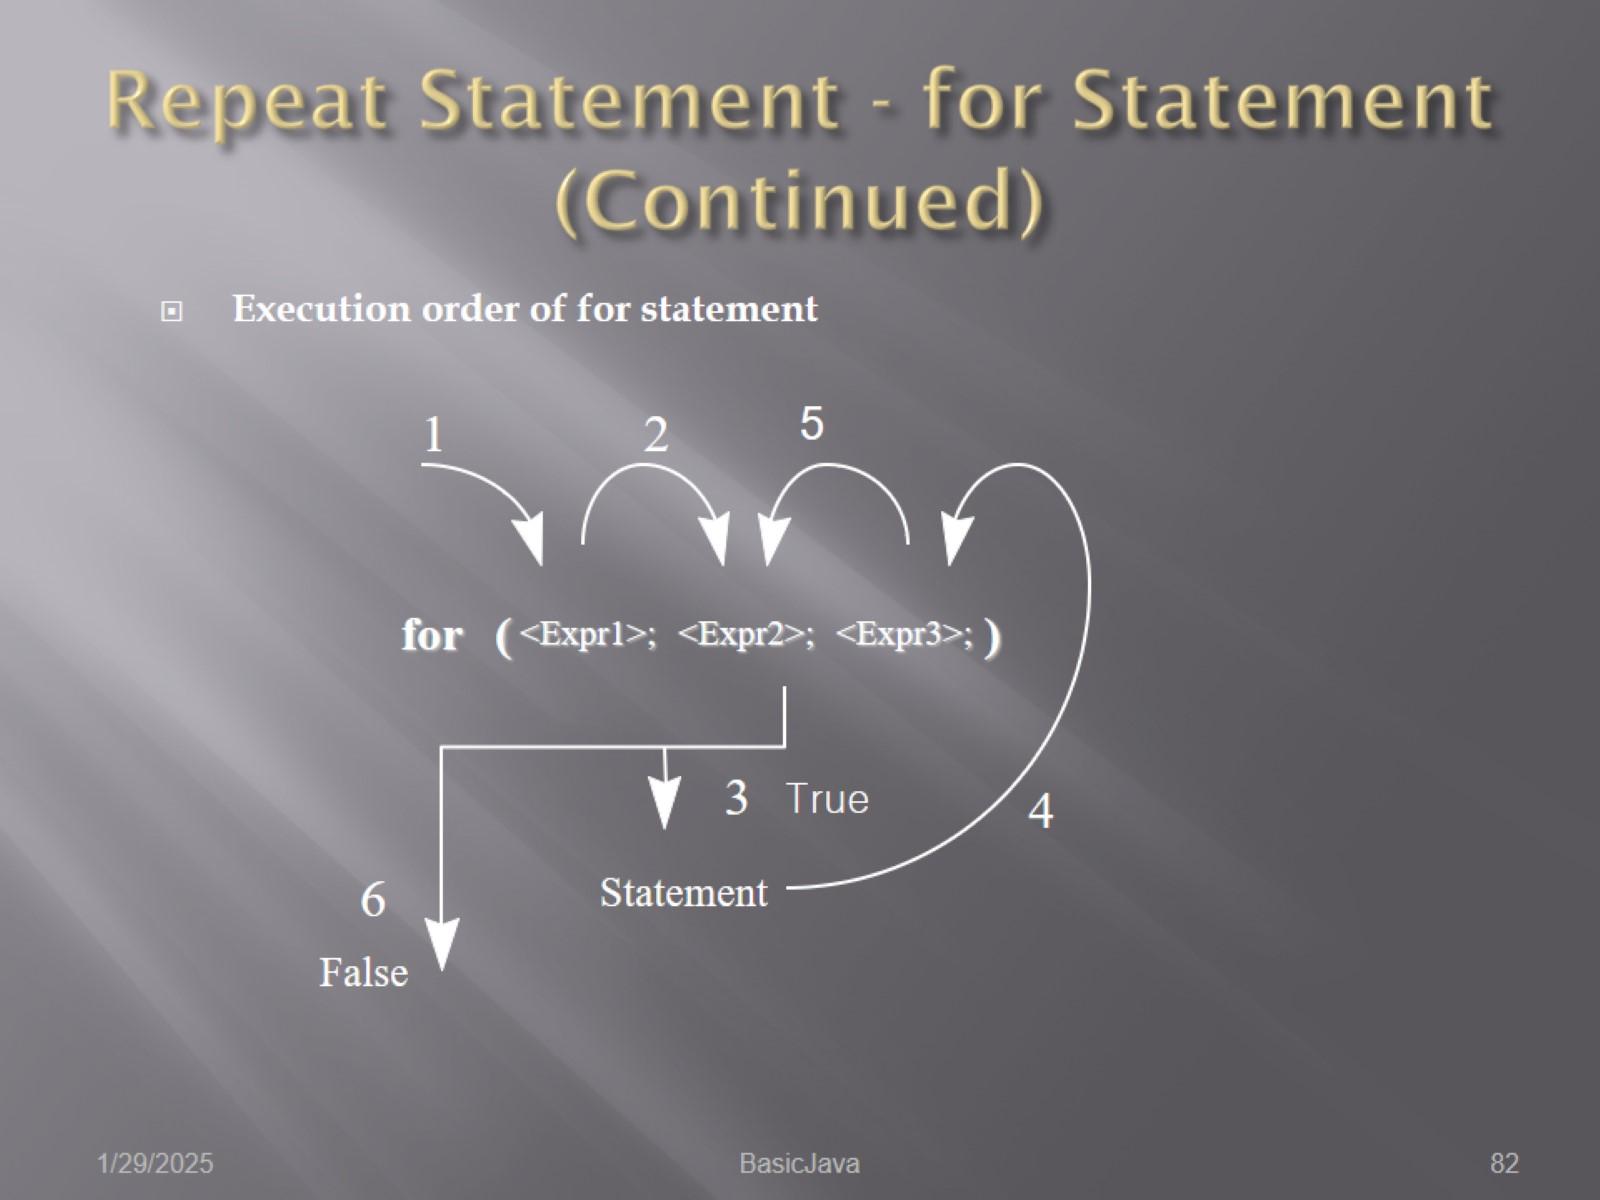 Repeat Statement - for Statement
(Continued)
Execution order of for statement
1 2 5
for ( <Expr1>; <Expr2>; <Expr3>; )
3 True
4
Statement
6
False
1/29/2025 BasicJava 82